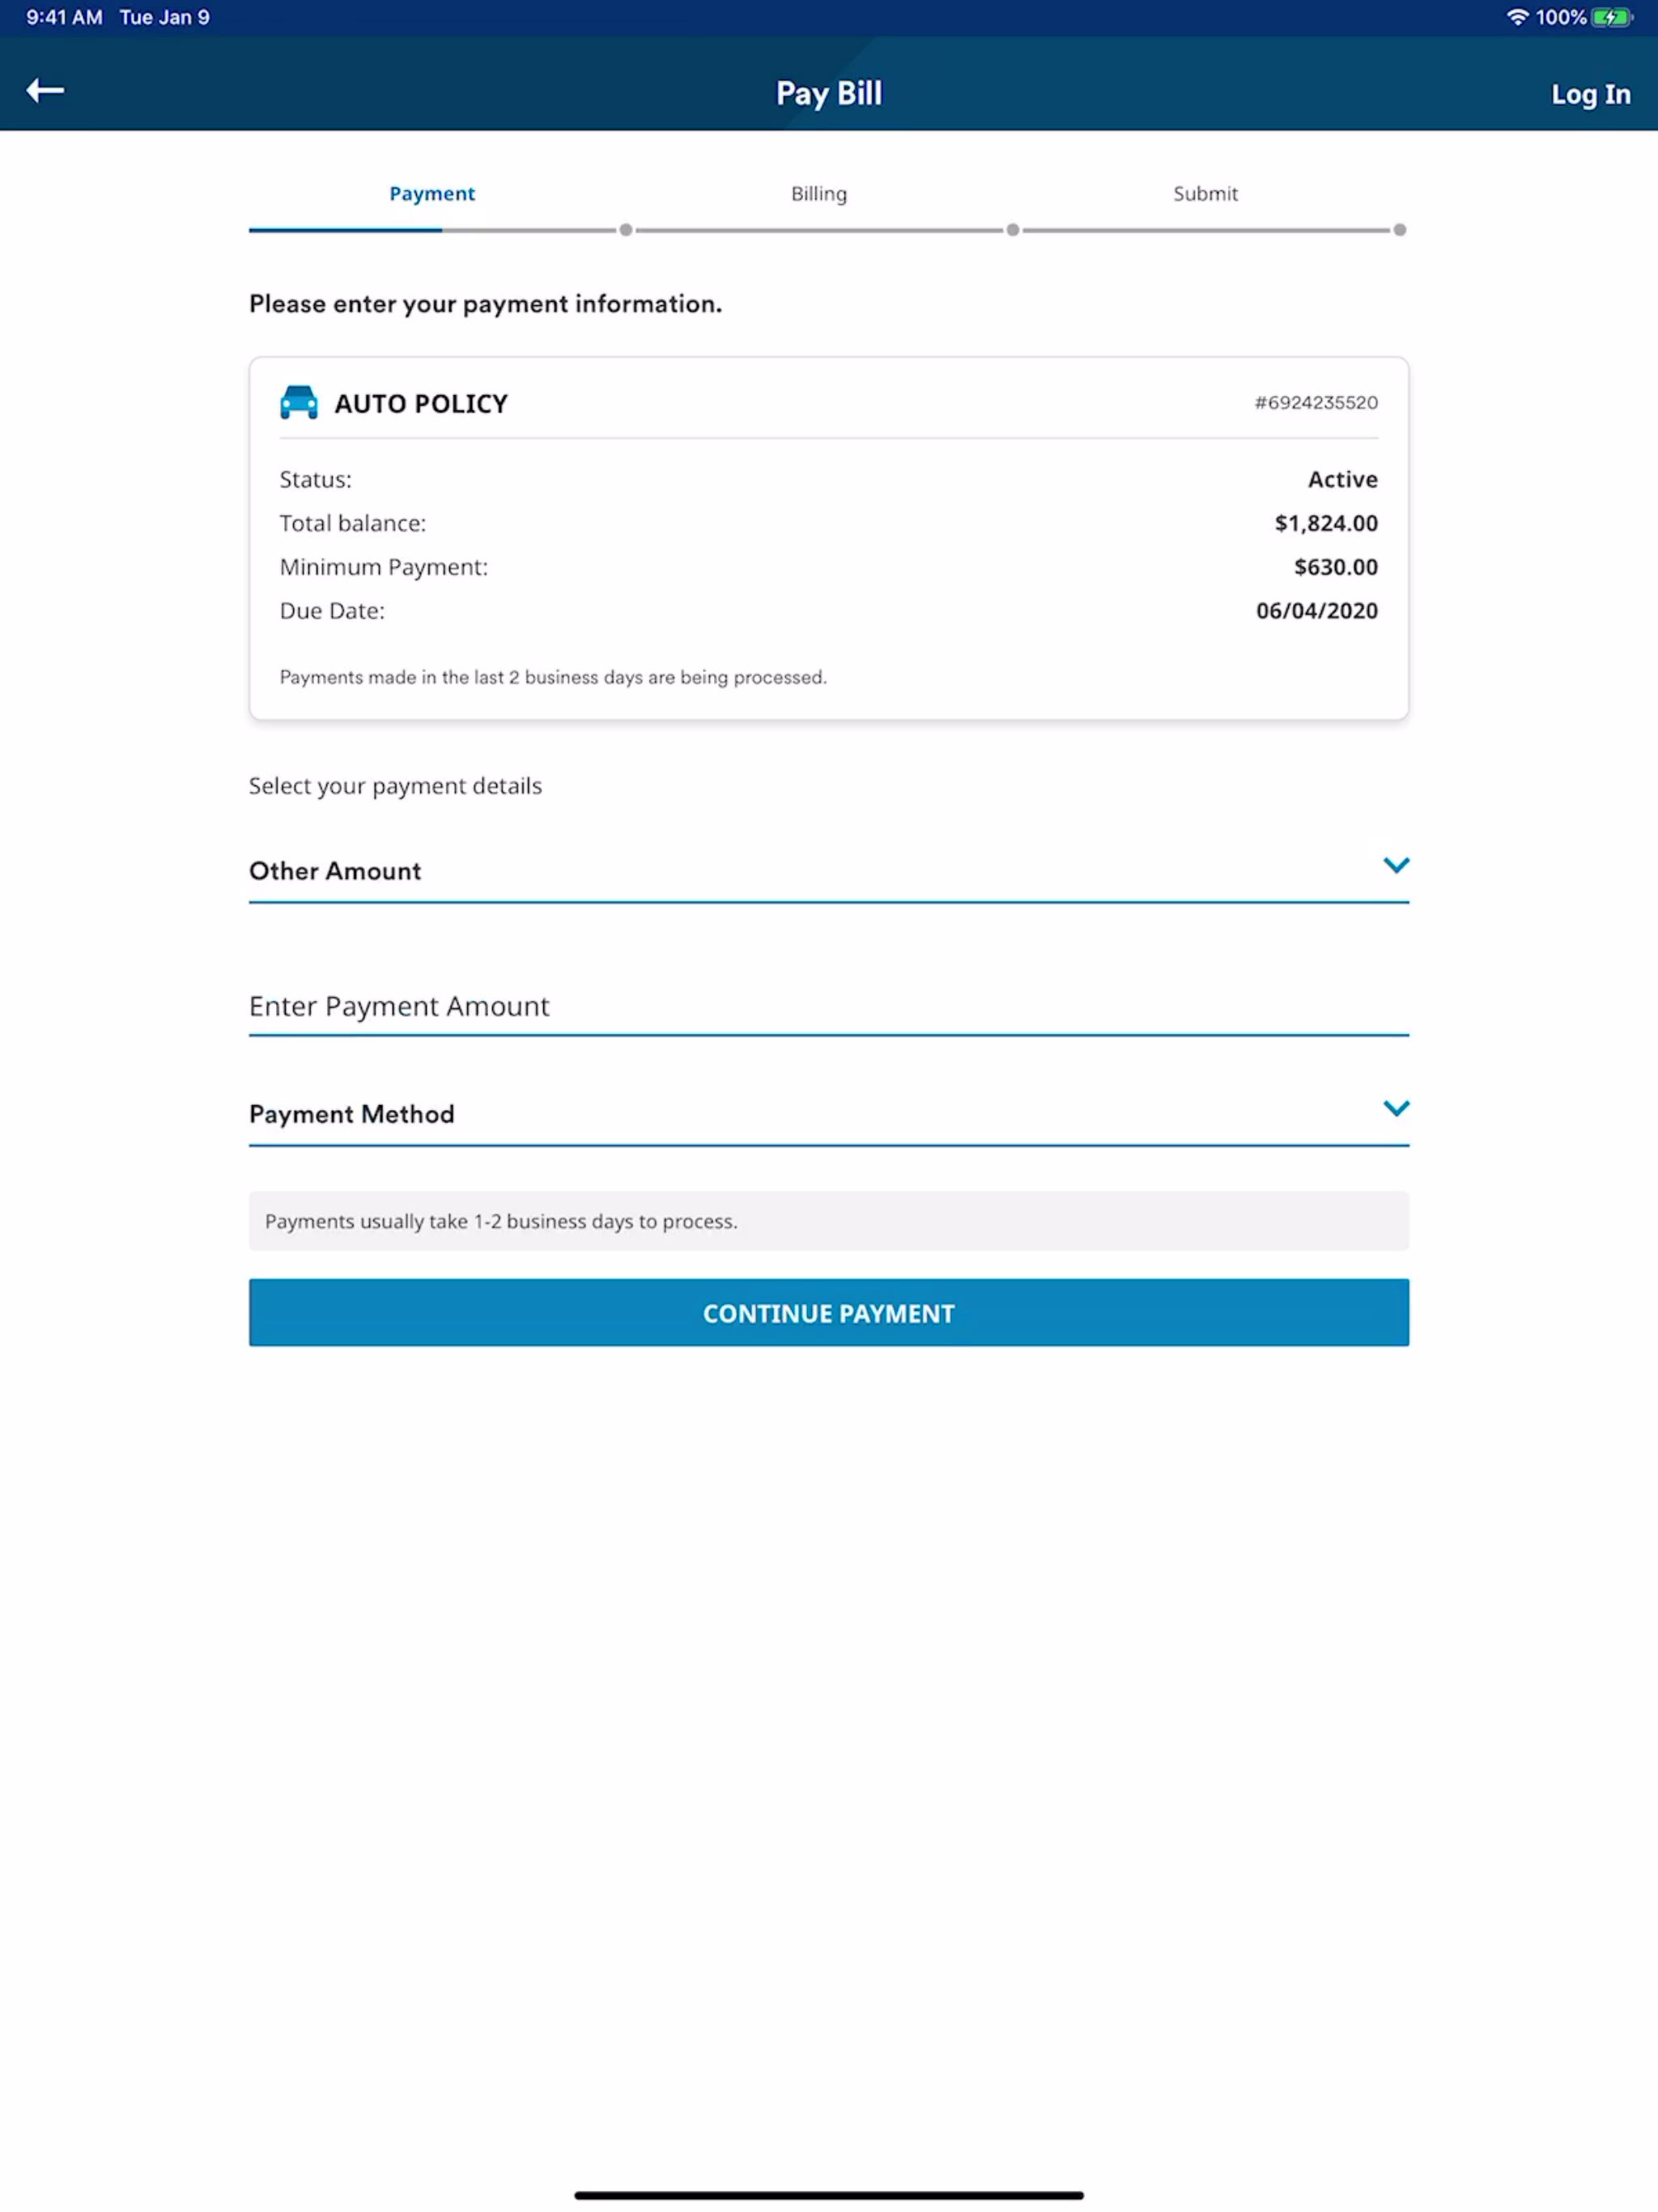 9:41 AM Tue Jan 9 100%
Pay Bill Log In
Payment Billing Submit
Please enter your payment information.
AUTO POLICY #6924235520
Status: Active
Total balance: $1,824.00
Minimum Payment: $630.00
Due Date: 06/04/2020
Payments made in the last 2 business days are being processed.
Select your payment details
Other Amount
Enter Payment Amount
Payment Method
Payments usually take 1-2 business days to process.
CONTINUE PAYMENT